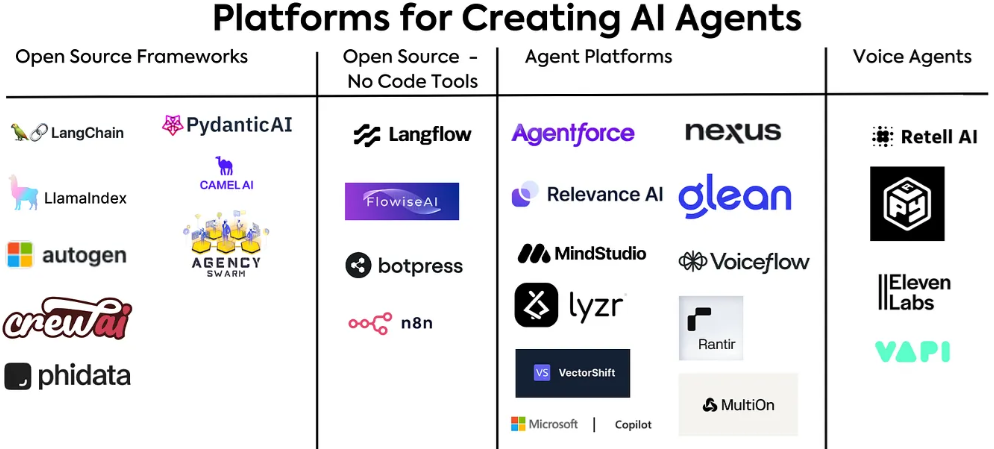 Platforms for Creating AI Agents
Open Source Frameworks
LangChain
PydanticAI
LlamaIndex
CAMEL AI
autogen
AGENCY
SWARM
crewai
phidata
Open Source -
No Code Tools
Langflow
FlowiseAI
botpress
n8n
Agent Platforms
Agentforce
nexus
Relevance AI
glean
MindStudio
Voiceflow
lyzr
Rantir
VS VectorShift
MultiOn
Microsoft | Copilot
Voice Agents
Retell AI
ElevenLabs
VAPI